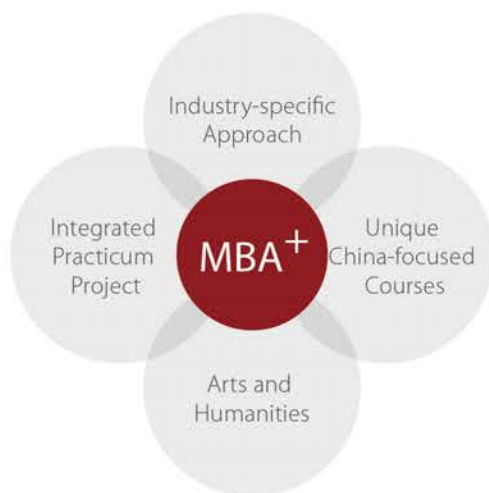 Industry-specific
Approach
Integrated
Practicum
Project
MBA+
Unique
China-focused
Courses
Arts and
Humanities